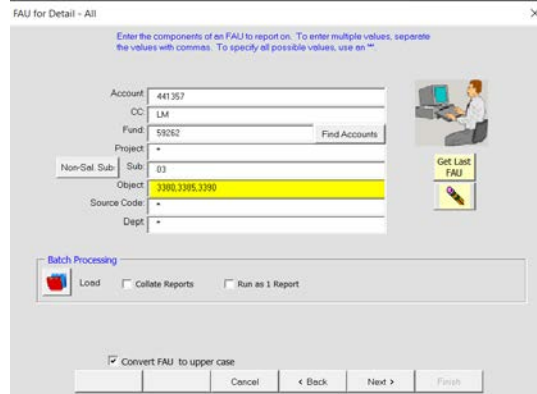 FAU for Detail - All
Enter the components of an FAU to report on. To enter multiple values, separate
the values with commas. To specify all possible values, use an "*".
Account: 441357
CC: LM
Fund: 59262 Find Accounts
Project: *
Non-Sal. Sub: Sub: 03
Get Last
FAU
Object: 3380,3385,3390
Source Code: *
Dept: *
Batch Processing
Load Collate Reports Run as 1 Report
Convert FAU to upper case
Cancel < Back Next > Finish